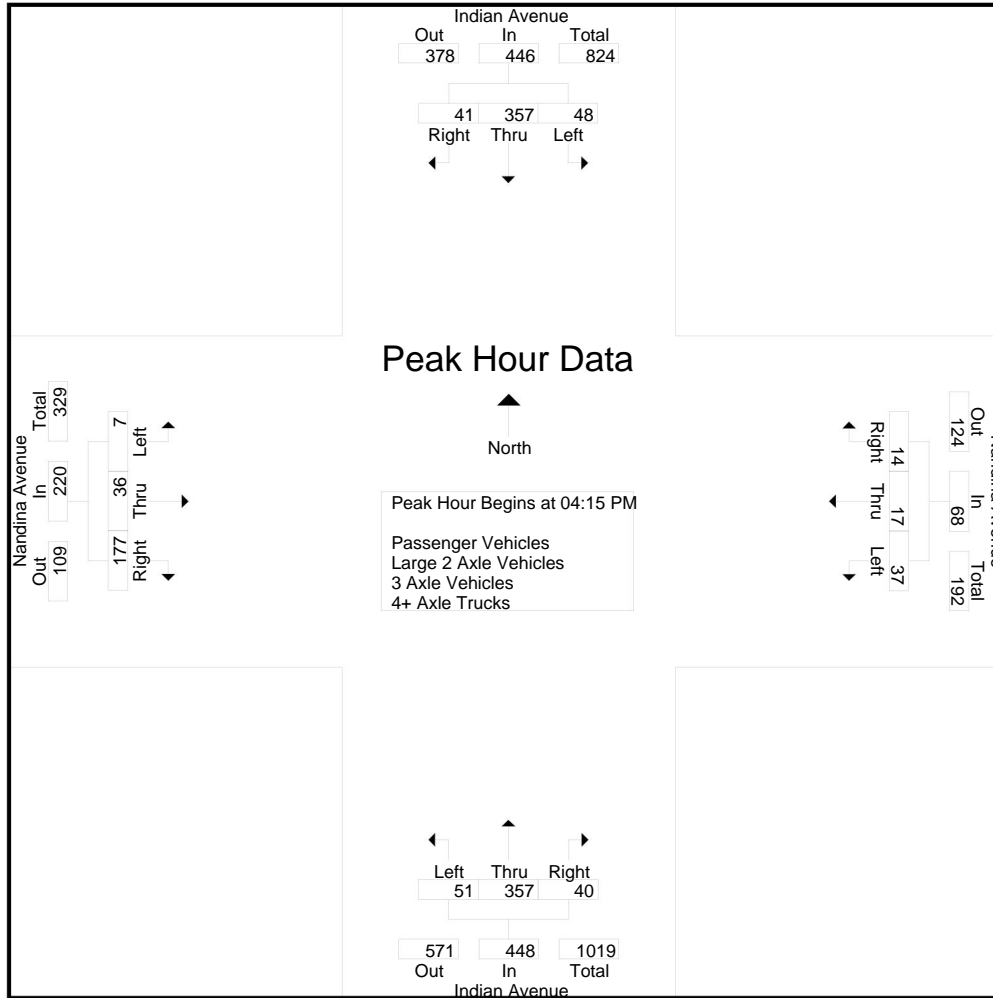 Indian Avenue
Out In Total
378 446 824
41 357 48
Right Thru Left
Peak Hour Data
North
Peak Hour Begins at 04:15 PM
Passenger Vehicles
Large 2 Axle Vehicles
3 Axle Vehicles
4+ Axle Trucks
Nandina Avenue
Out In Total
109 220 329
7 36 177
Left Thru Right
Out In Total
124 68 192
14 17 37
Right Thru Left
Left Thru Right
51 357 40
571 448 1019
Out In Total
Indian Avenue